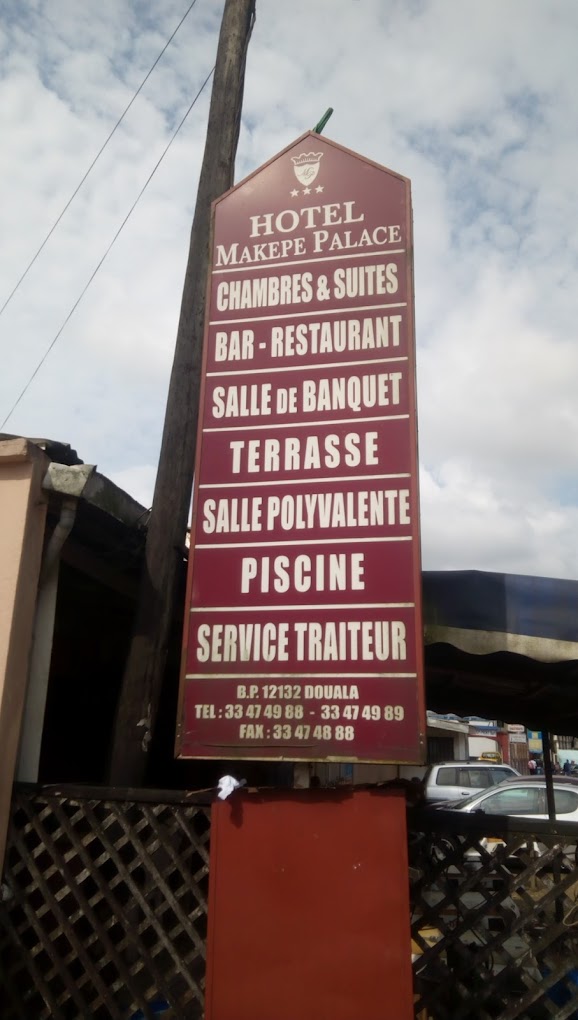 HOTEL
MAKEPE PALACE
CHAMBRES & SUITES
BAR - RESTAURANT
SALLE DE BANQUET
TERRASSE
SALLE POLYVALENTE
PISCINE
SERVICE TRAITEUR
B.P. 12132 DOUALA
TEL : 33 47 49 88 - 33 47 49 89
FAX : 33 47 48 88